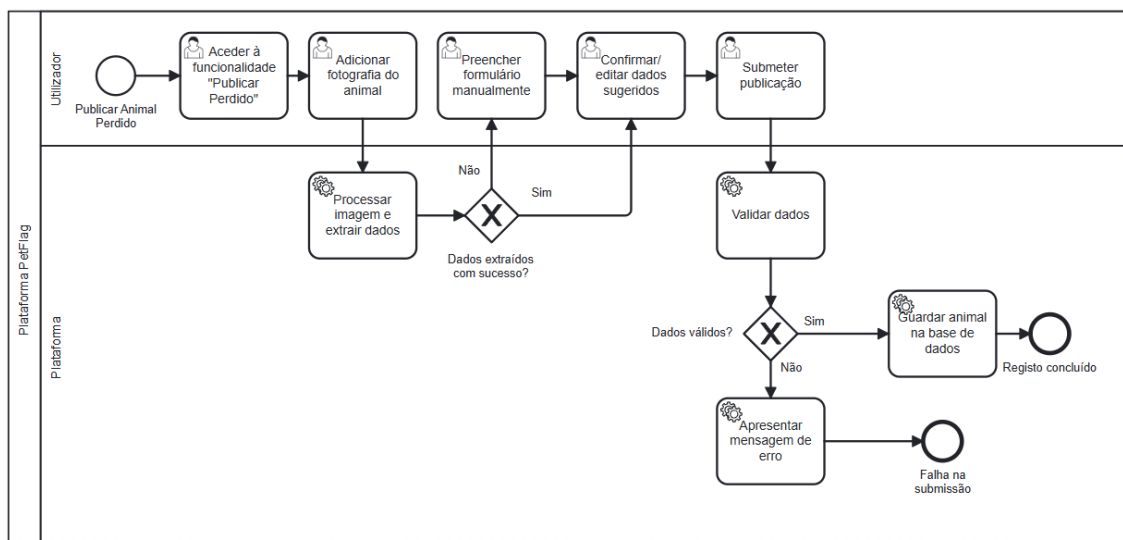 Plataforma PetFlag
Utilizador
Publicar Animal
Perdido
Aceder à
funcionalidade
"Publicar
Perdido"
Adicionar
fotografia do
animal
Preencher
formulário
manualmente
Confirmar/
editar dados
sugeridos
Submeter
publicação
Plataforma
Processar
imagem e
extrair dados
Não
Sim
Dados extraídos
com sucesso?
Validar dados
Dados válidos?
Sim
Não
Guardar animal
na base de
dados
Registo concluído
Apresentar
mensagem de
erro
Falha na
submissão